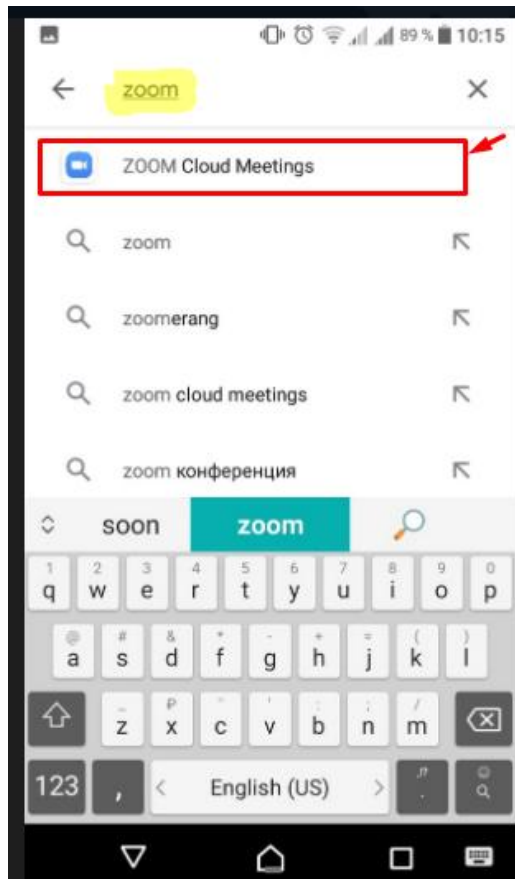 89 % 10:15
zoom
ZOOM Cloud Meetings
zoom
zoomerang
zoom cloud meetings
zoom конференция
soon zoom
1 2 3 4 5 6 7 8 9 0
q w e r t y u i o p
@ # & * - + = ( )
a s d f g h j k l
_ ₽ " ' : ; /
z x c v b n m
123 , < English (US) > .